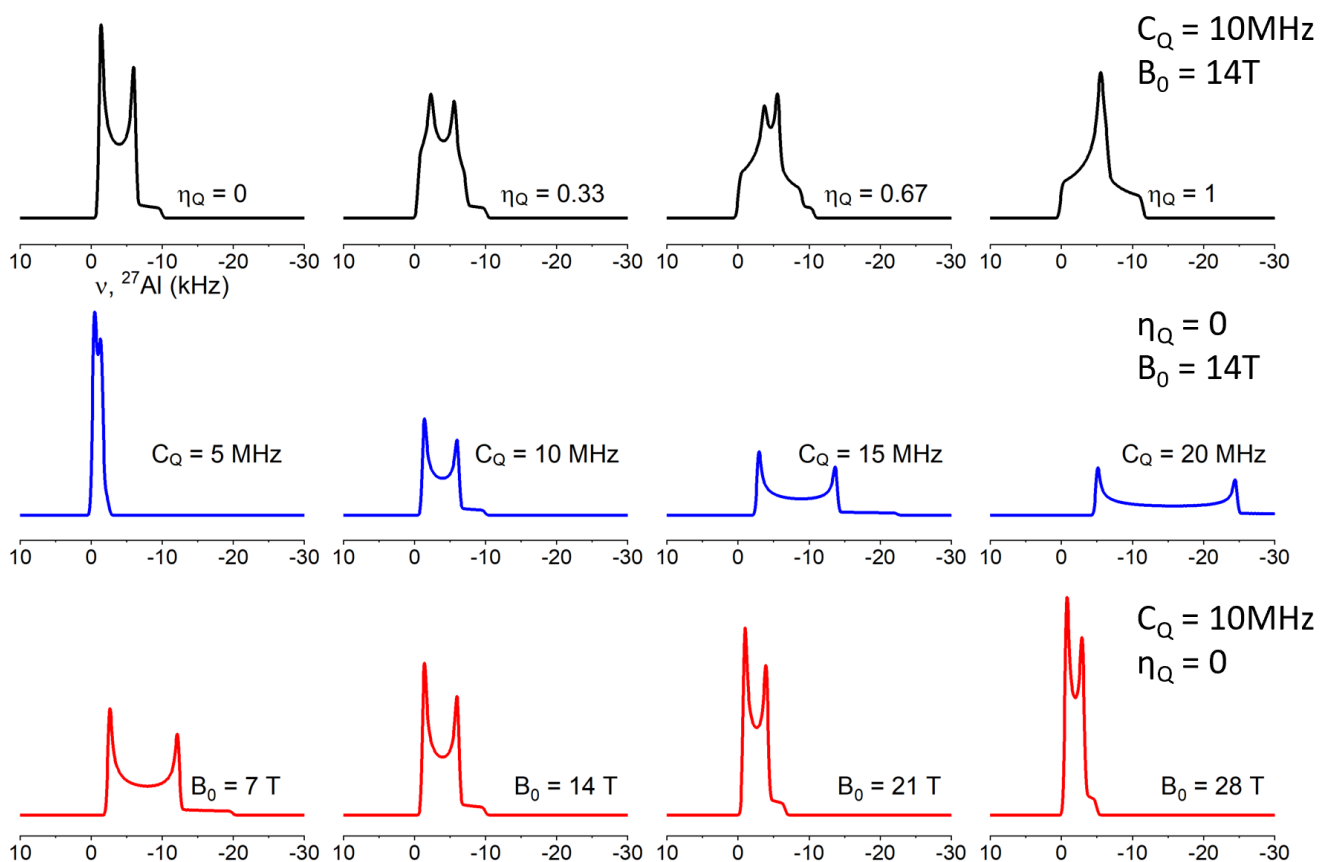 C_Q = 10MHz
B_0 = 14T
η_Q = 0
η_Q = 0.33
η_Q = 0.67
η_Q = 1
10 0 -10 -20 -30
10 0 -10 -20 -30
10 0 -10 -20 -30
10 0 -10 -20 -30
ν, ²⁷Al (kHz)
η_Q = 0
B_0 = 14T
C_Q = 5 MHz
C_Q = 10 MHz
C_Q = 15 MHz
C_Q = 20 MHz
10 0 -10 -20 -30
10 0 -10 -20 -30
10 0 -10 -20 -30
10 0 -10 -20 -30
C_Q = 10MHz
η_Q = 0
B_0 = 7 T
B_0 = 14 T
B_0 = 21 T
B_0 = 28 T
10 0 -10 -20 -30
10 0 -10 -20 -30
10 0 -10 -20 -30
10 0 -10 -20 -30